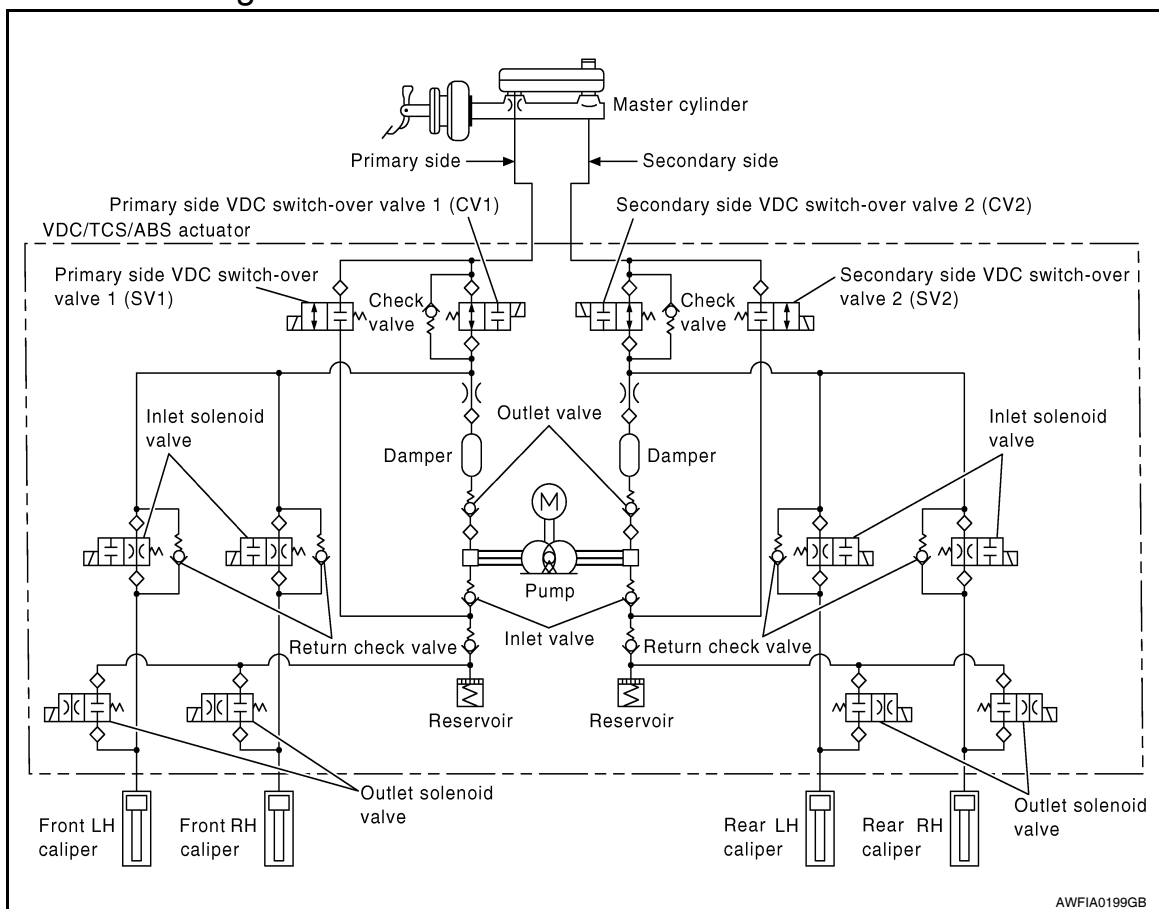 Master cylinder
Primary side
Secondary side
Primary side VDC switch-over valve 1 (CV1)
Secondary side VDC switch-over valve 2 (CV2)
VDC/TCS/ABS actuator
Primary side VDC switch-over
valve 1 (SV1)
Check
valve
Check
valve
Secondary side VDC switch-over
valve 2 (SV2)
Inlet solenoid
valve
Outlet valve
Inlet solenoid
valve
Damper
Damper
M
Pump
Inlet valve
Return check valve
Return check valve
Reservoir
Reservoir
Outlet solenoid
valve
Outlet solenoid
valve
Front LH
caliper
Front RH
caliper
Rear LH
caliper
Rear RH
caliper
AWFIA0199GB